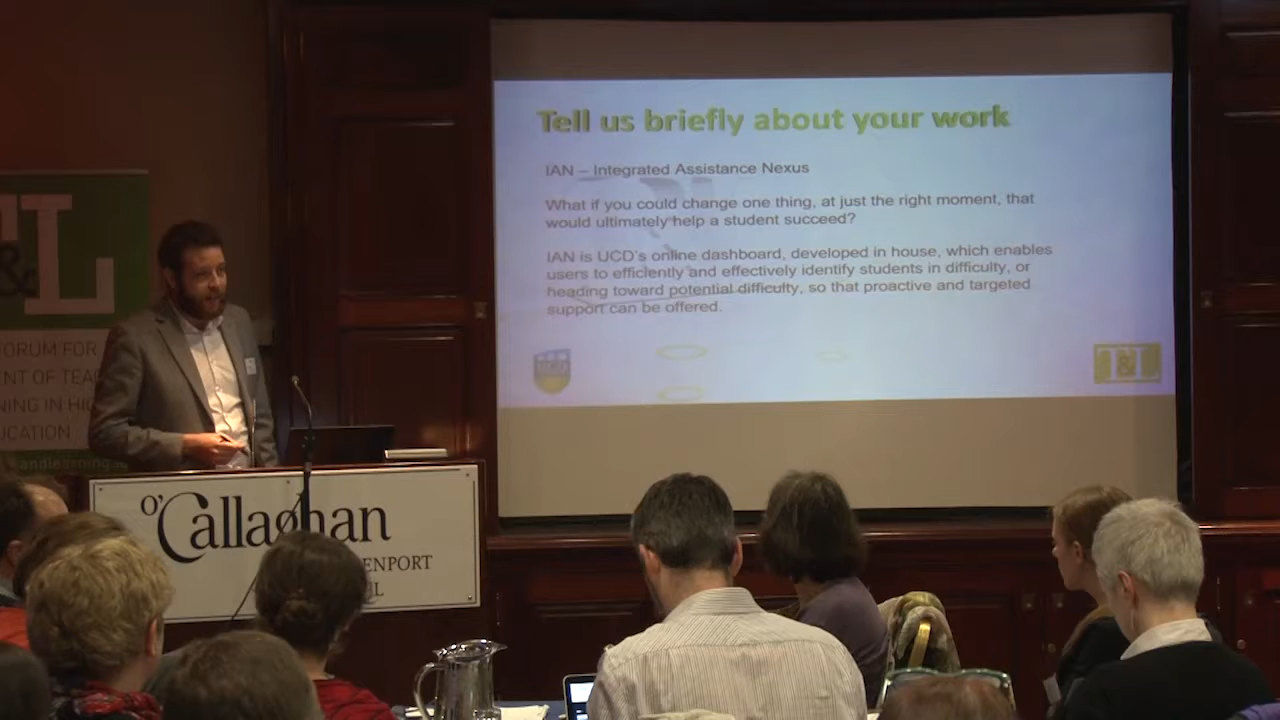 Tell us briefly about your work
IAN – Integrated Assistance Nexus
What if you could change one thing, at just the right moment, that
would ultimately help a student succeed?
IAN is UCD's online dashboard, developed in house, which enables
users to efficiently and effectively identify students in difficulty, or
heading toward potential difficulty, so that proactive and targeted
support can be offered.
UCD
T&L
&L
FORUM FOR
ENT OF TEA
NING IN HIG
UCATION
andlearning.
O'Callaghan
ENPORT